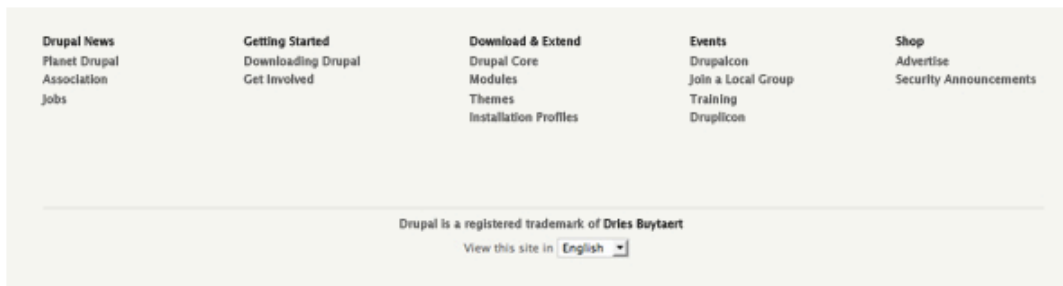 Drupal News
Planet Drupal
Association
Jobs
Getting Started
Downloading Drupal
Get Involved
Download & Extend
Drupal Core
Modules
Themes
Installation Profiles
Events
Drupalcon
Join a Local Group
Training
Druplicon
Shop
Advertise
Security Announcements
Drupal is a registered trademark of Dries Buytaert
View this site in English